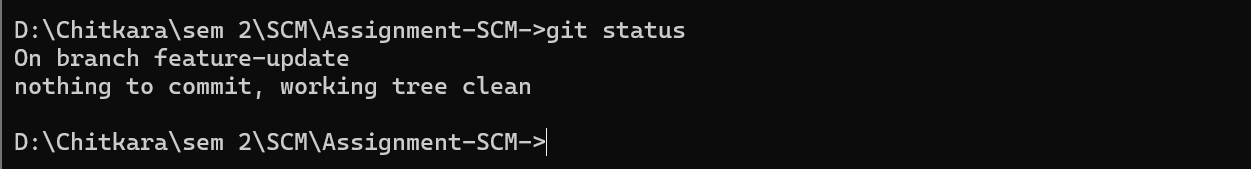 D:\Chitkara\sem 2\SCM\Assignment-SCM->git status
On branch feature-update
nothing to commit, working tree clean
D:\Chitkara\sem 2\SCM\Assignment-SCM->